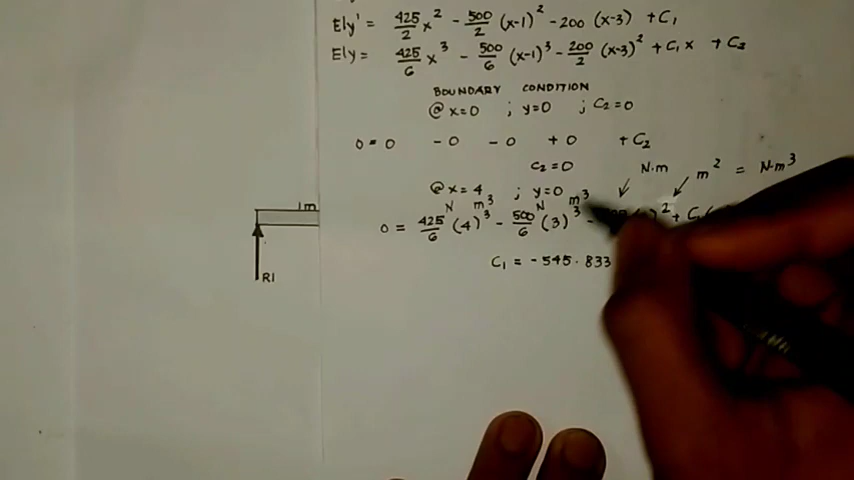 EIy' = 425/2 x² - 500/2 (x-1)² - 200 (x-3) + C₁
EIy = 425/6 x³ - 500/6 (x-1)³ - 200/2 (x-3)² + C₁x + C₂
BOUNDARY CONDITION
@ x=0 ; y=0 ; C₂=0
0 = 0 - 0 - 0 + 0 + C₂
C₂ = 0
N·m m² = N·m³
@ x = 4 ; y=0
N m³ N m³
0 = 425/6 (4)³ - 500/6 (3)³ - ² + C₁
C₁ = -545.833
1m
R1